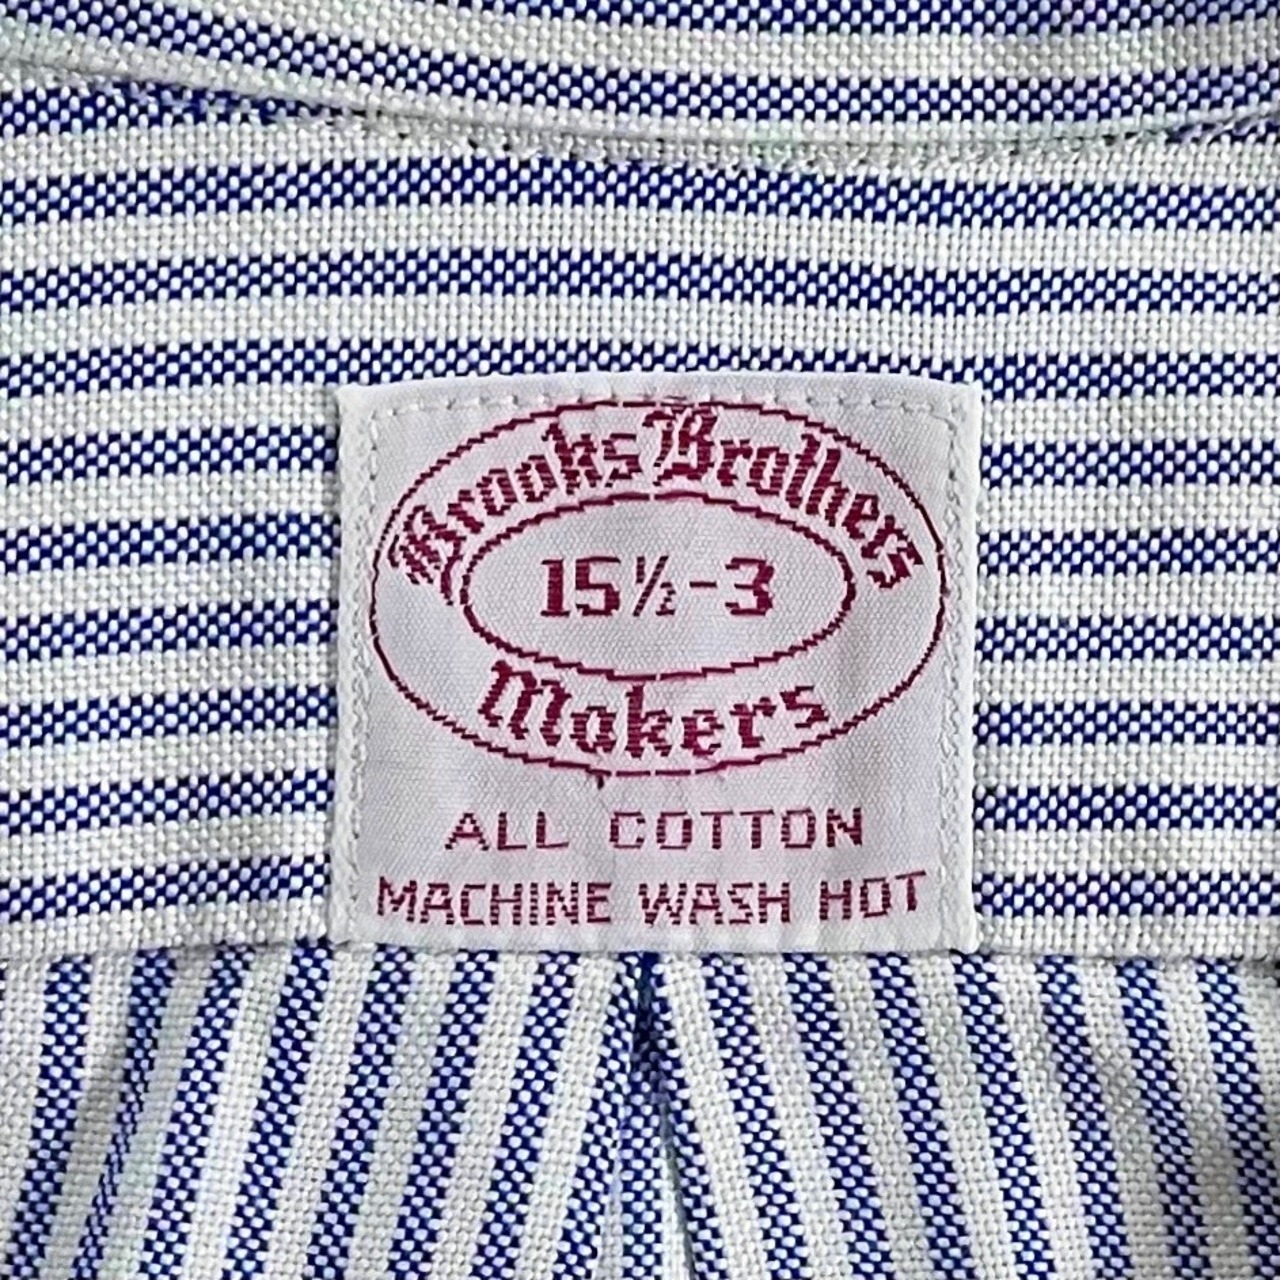 Brooks Brothers
15½-3
Makers
ALL COTTON
MACHINE WASH HOT